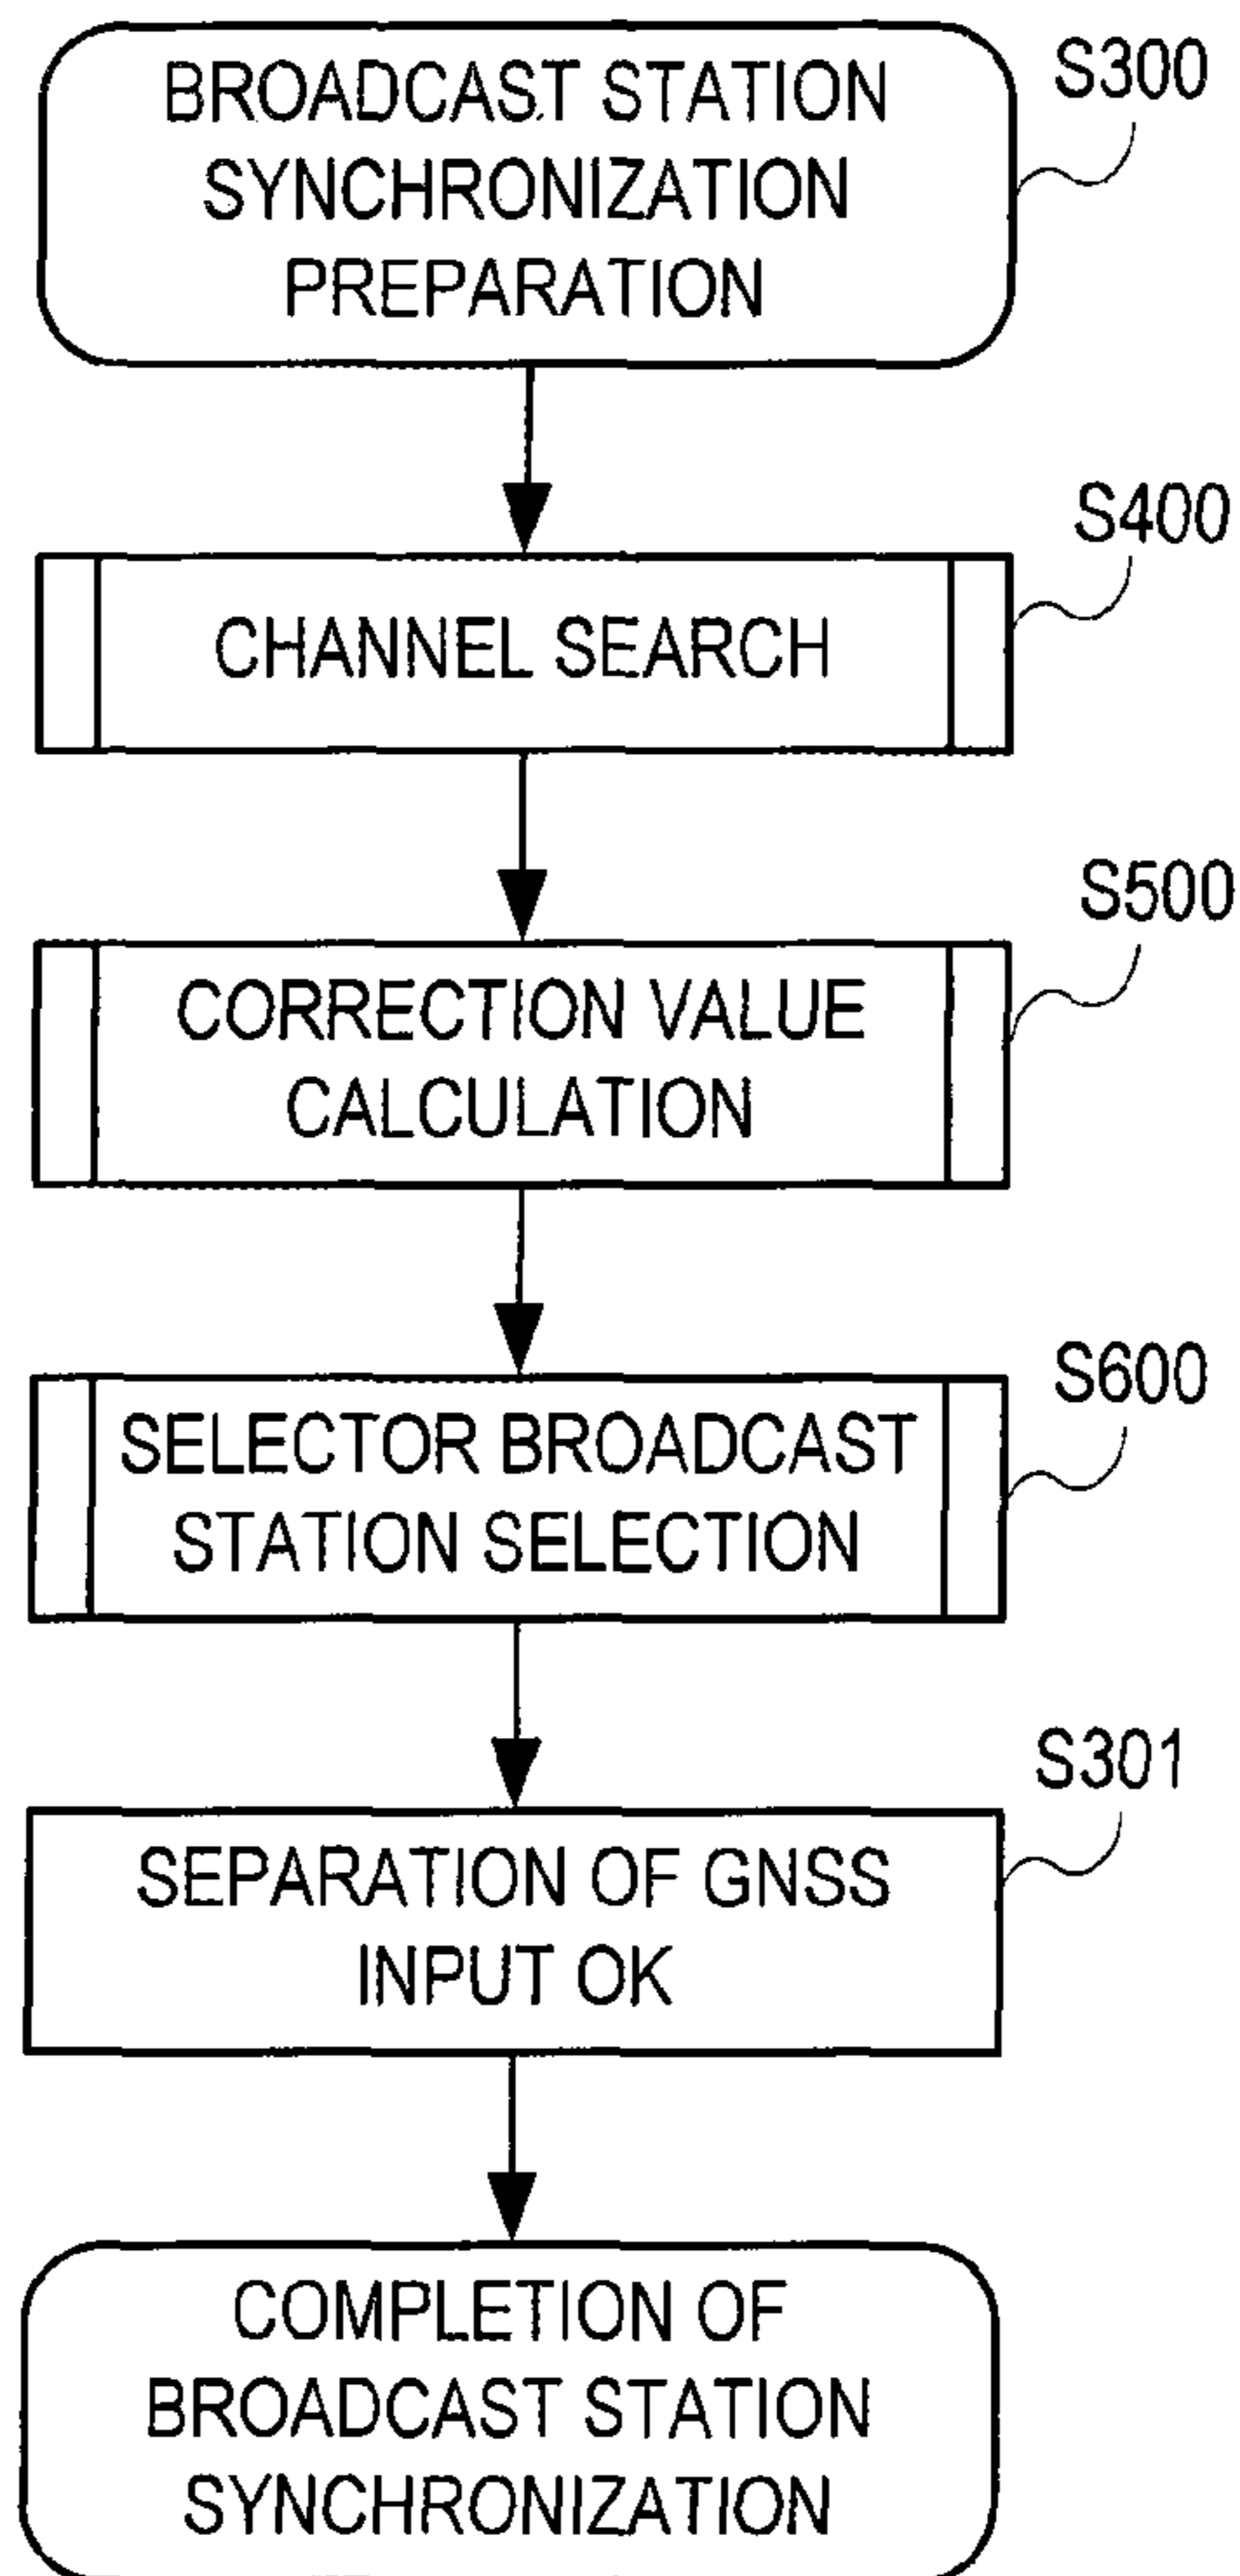 BROADCAST STATION
SYNCHRONIZATION
PREPARATION
S300
CHANNEL SEARCH
S400
CORRECTION VALUE
CALCULATION
S500
SELECTOR BROADCAST
STATION SELECTION
S600
SEPARATION OF GNSS
INPUT OK
S301
COMPLETION OF
BROADCAST STATION
SYNCHRONIZATION